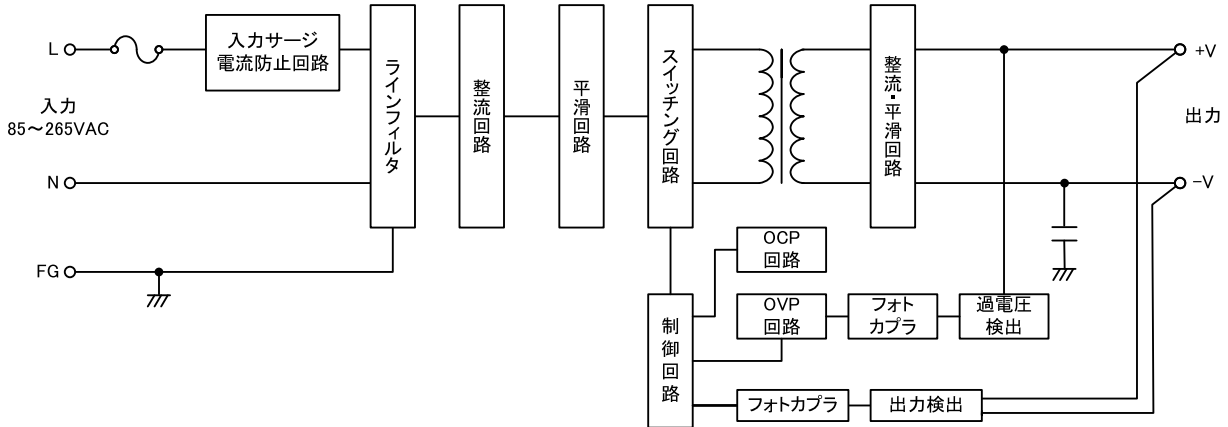 L
入力サージ
電流防止回路
入力
85～265VAC
N
FG
ラインフィルタ
整流回路
平滑回路
スイッチング回路
整流・平滑回路
+V
出力
−V
OCP
回路
OVP
回路
フォト
カプラ
過電圧
検出
制御回路
フォトカプラ
出力検出